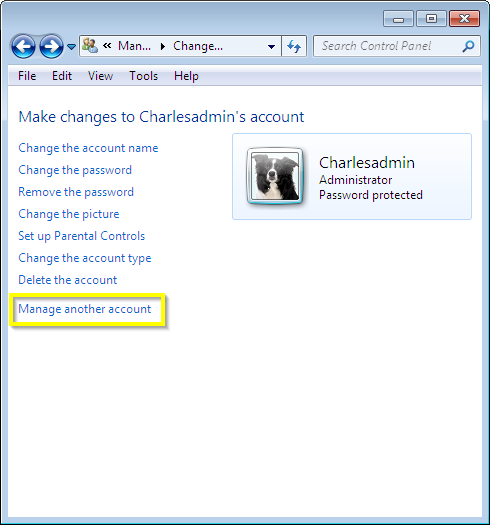 Man... Change... Search Control Panel
File Edit View Tools Help
Make changes to Charlesadmin's account
Change the account name
Change the password
Remove the password
Change the picture
Set up Parental Controls
Change the account type
Delete the account
Manage another account
Charlesadmin
Administrator
Password protected